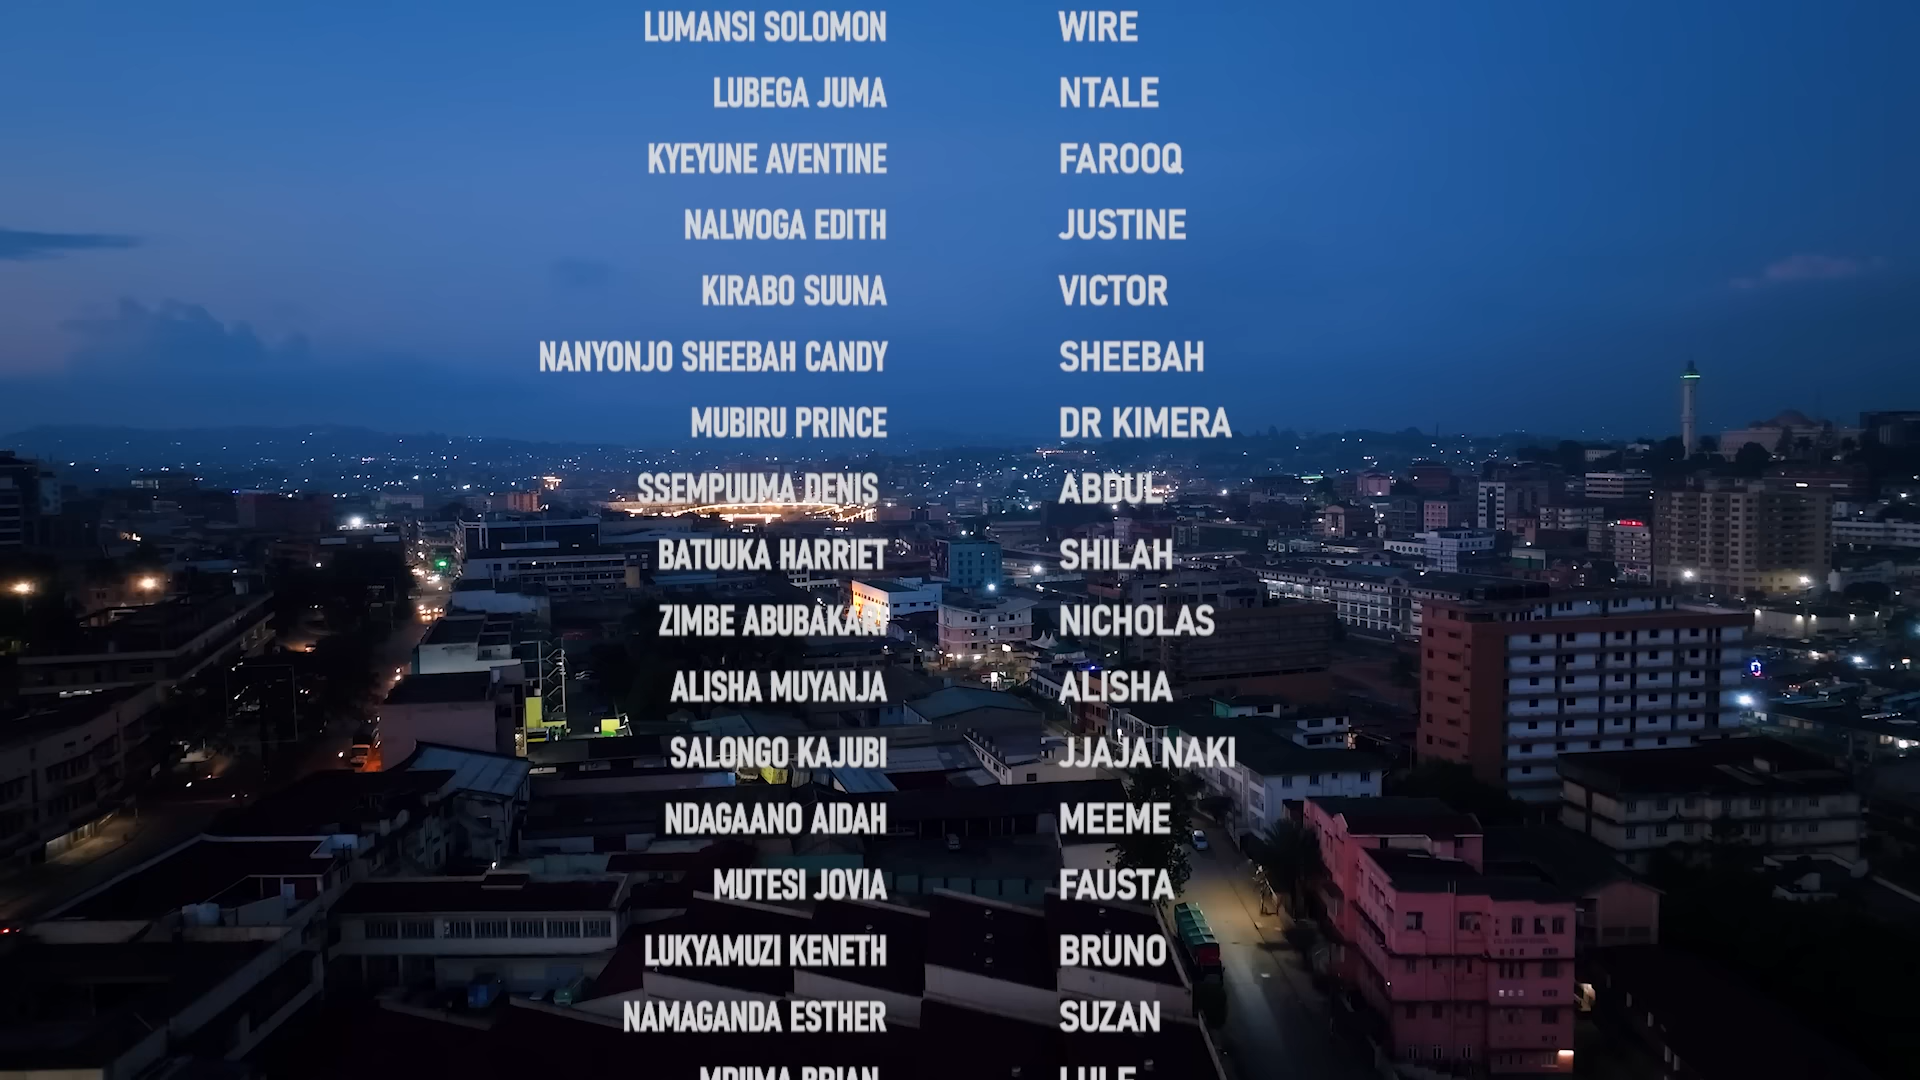 LUMANSI SOLOMON WIRE
LUBEGA JUMA NTALE
KYEYUNE AVENTINE FAROOQ
NALWOGA EDITH JUSTINE
KIRABO SUUNA VICTOR
NANYONJO SHEEBAH CANDY SHEEBAH
MUBIRU PRINCE DR KIMERA
SSEMPUUMA DENIS ABDUL
BATUUKA HARRIET SHILAH
ZIMBE ABUBAKARI NICHOLAS
ALISHA MUYANJA ALISHA
SALONGO KAJUBI JJAJA NAKI
NDAGAANO AIDAH MEEME
MUTESI JOVIA FAUSTA
LUKYAMUZI KENETH BRUNO
NAMAGANDA ESTHER SUZAN
BRIAN